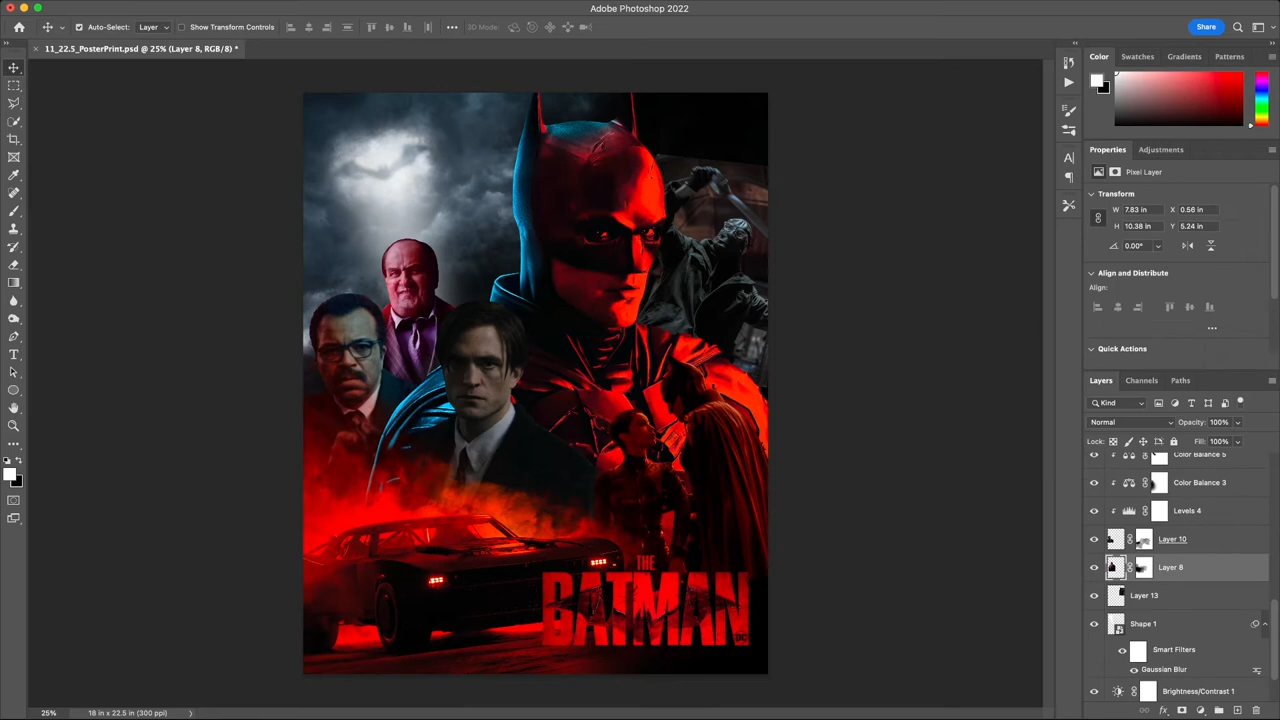 Adobe Photoshop 2022
Auto-Select: Layer Show Transform Controls 3D Mode: Share
11_22.5_PosterPrint.psd @ 25% (Layer 8, RGB/8) *
Color Swatches Gradients Patterns
Properties Adjustments
Pixel Layer
Transform
W 7.83 in X 0.56 in
H 10.38 in Y 5.24 in
0.00°
Align and Distribute
Align:
Quick Actions
Layers Channels Paths
Kind
Normal Opacity: 100%
Lock: Fill: 100%
Color Balance 5
Color Balance 3
Levels 4
Layer 10
Layer 8
Layer 13
Shape 1
Smart Filters
Gaussian Blur
Brightness/Contrast 1
THE
BATMAN
DC
25% 18 in x 22.5 in (300 ppi)